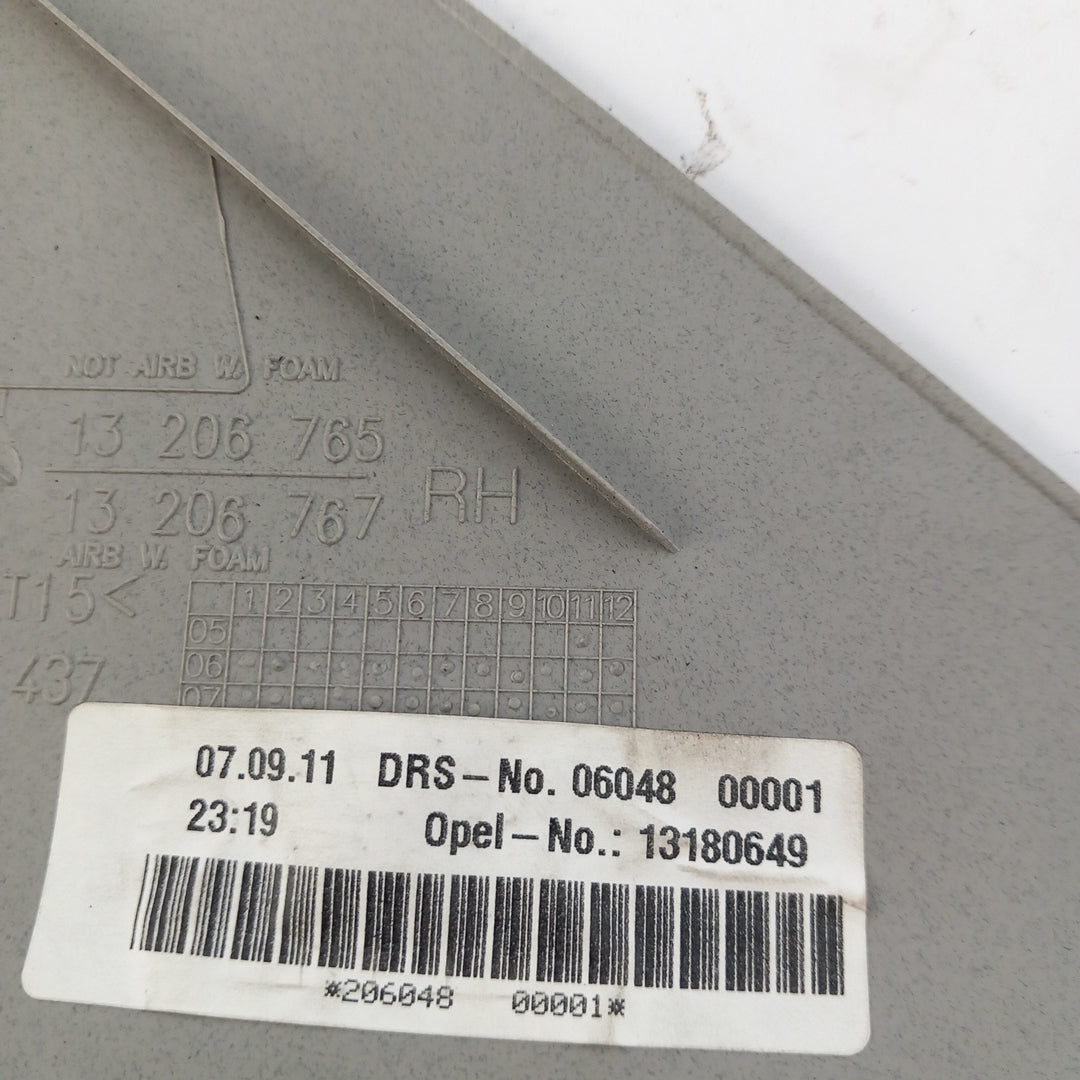 NOT AIRB W. FOAM
13 206 765
13 206 767 RH
AIRB W. FOAM
T15<
437
1 2 3 4 5 6 7 8 9 10 11 12
05
06
07
07.09.11 DRS-No. 06048 00001
23:19 Opel-No.: 13180649
*206048 00001*